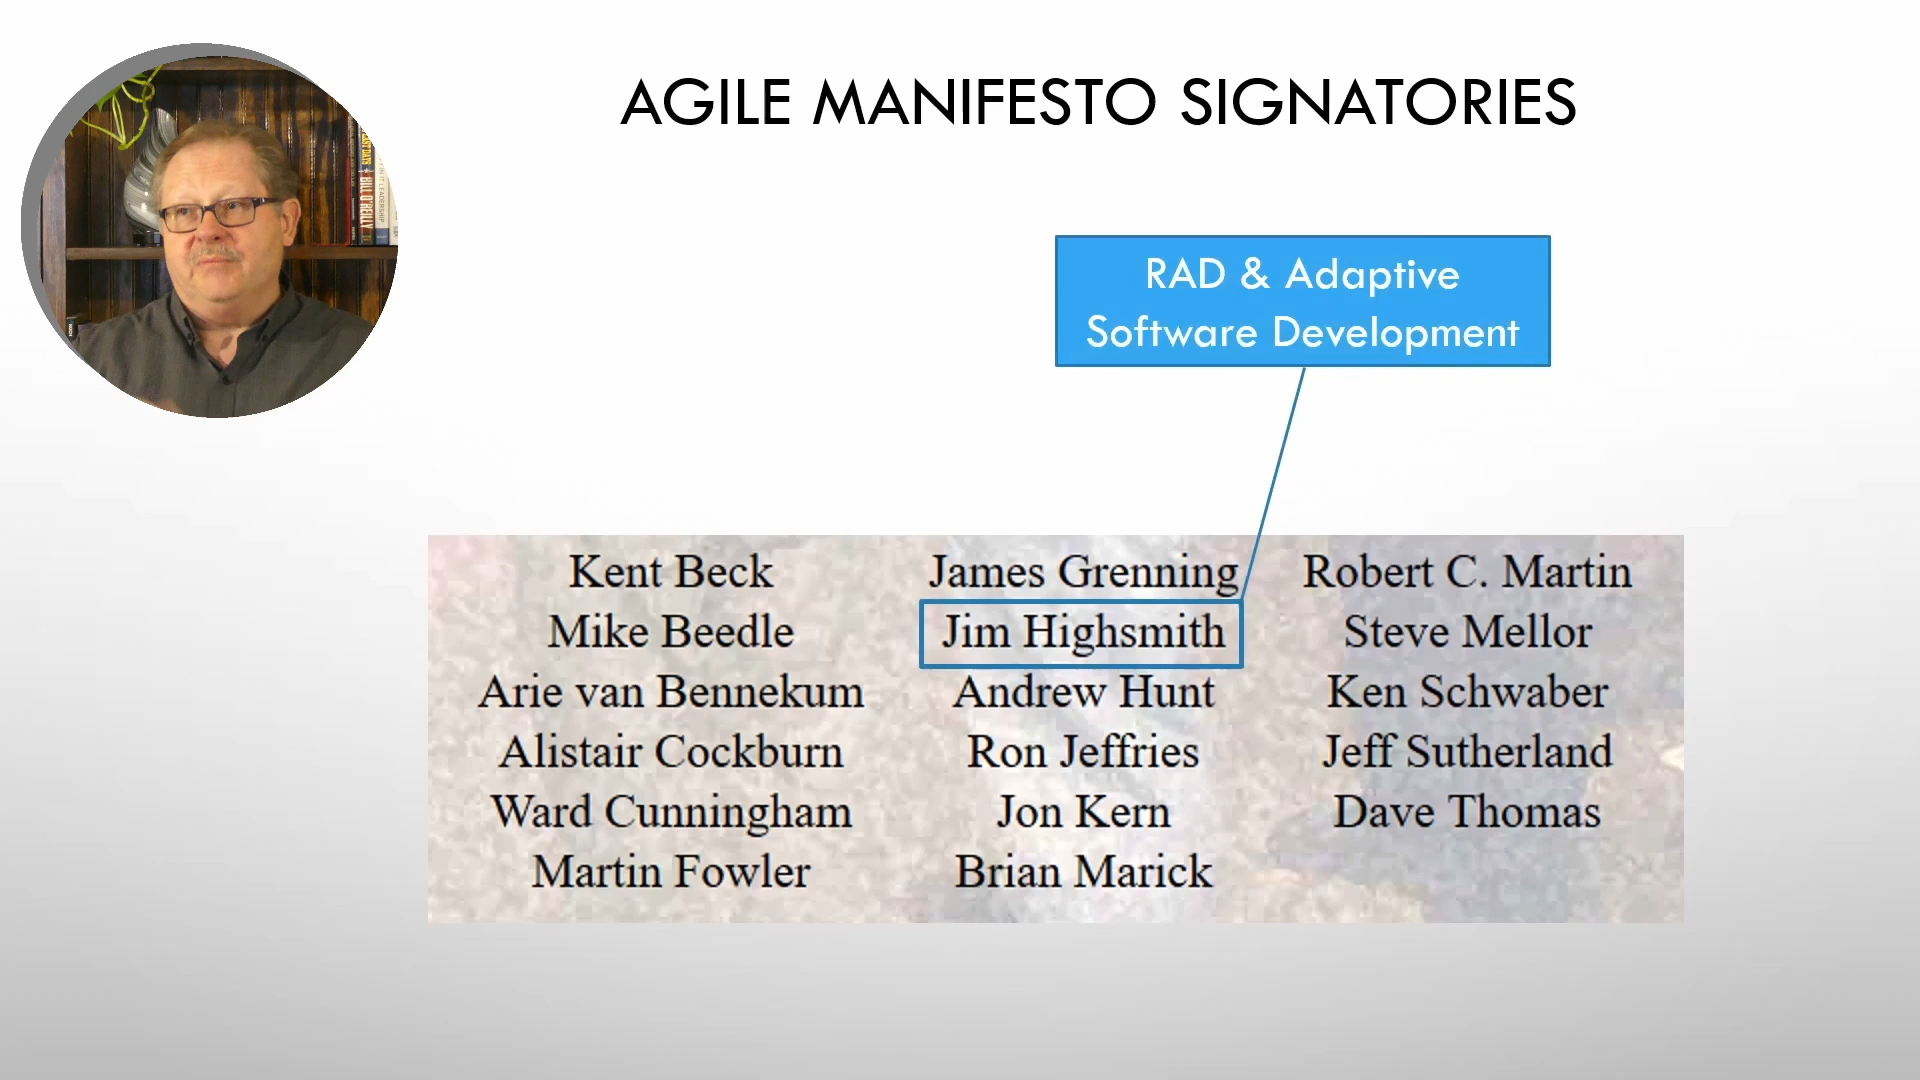 AGILE MANIFESTO SIGNATORIES
RAD & Adaptive
Software Development
Kent Beck
Mike Beedle
Arie van Bennekum
Alistair Cockburn
Ward Cunningham
Martin Fowler
James Grenning
Jim Highsmith
Andrew Hunt
Ron Jeffries
Jon Kern
Brian Marick
Robert C. Martin
Steve Mellor
Ken Schwaber
Jeff Sutherland
Dave Thomas
BILL O'REILLY